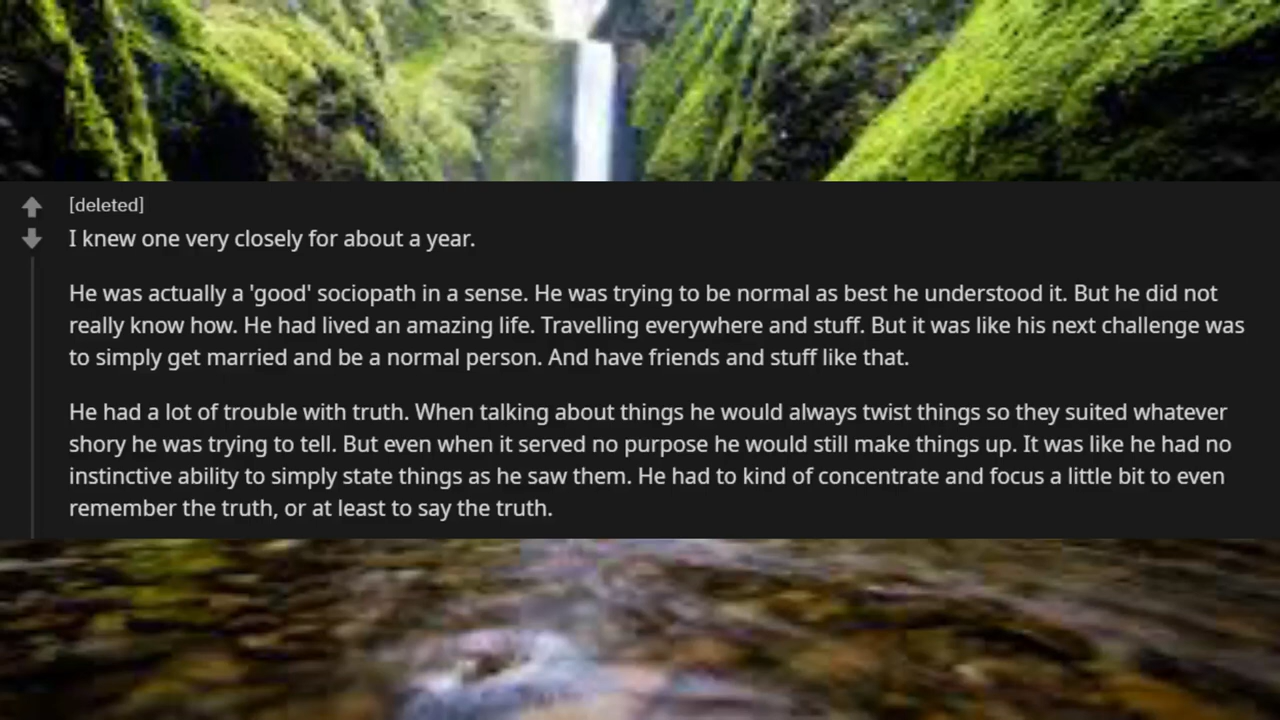 [deleted]
I knew one very closely for about a year.
He was actually a 'good' sociopath in a sense. He was trying to be normal as best he understood it. But he did not
really know how. He had lived an amazing life. Travelling everywhere and stuff. But it was like his next challenge was
to simply get married and be a normal person. And have friends and stuff like that.
He had a lot of trouble with truth. When talking about things he would always twist things so they suited whatever
shory he was trying to tell. But even when it served no purpose he would still make things up. It was like he had no
instinctive ability to simply state things as he saw them. He had to kind of concentrate and focus a little bit to even
remember the truth, or at least to say the truth.